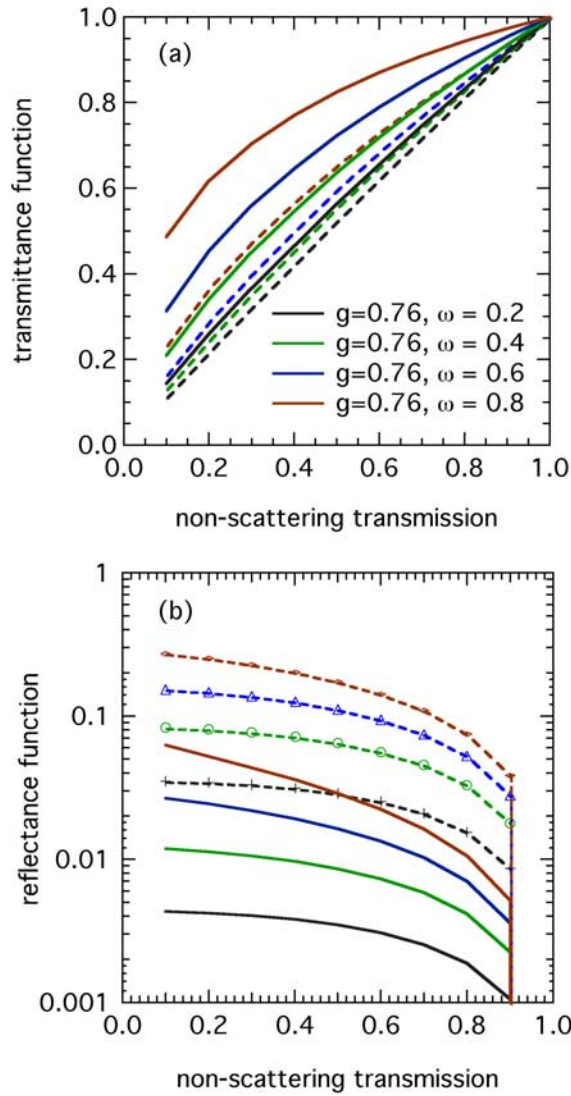 1.0
(a)
0.8
0.6
transmittance function
0.4
g=0.76, ω = 0.2
g=0.76, ω = 0.4
0.2
g=0.76, ω = 0.6
g=0.76, ω = 0.8
0.0
0.0 0.2 0.4 0.6 0.8 1.0
non-scattering transmission
1
(b)
0.1
reflectance function
0.01
0.001
0.0 0.2 0.4 0.6 0.8 1.0
non-scattering transmission